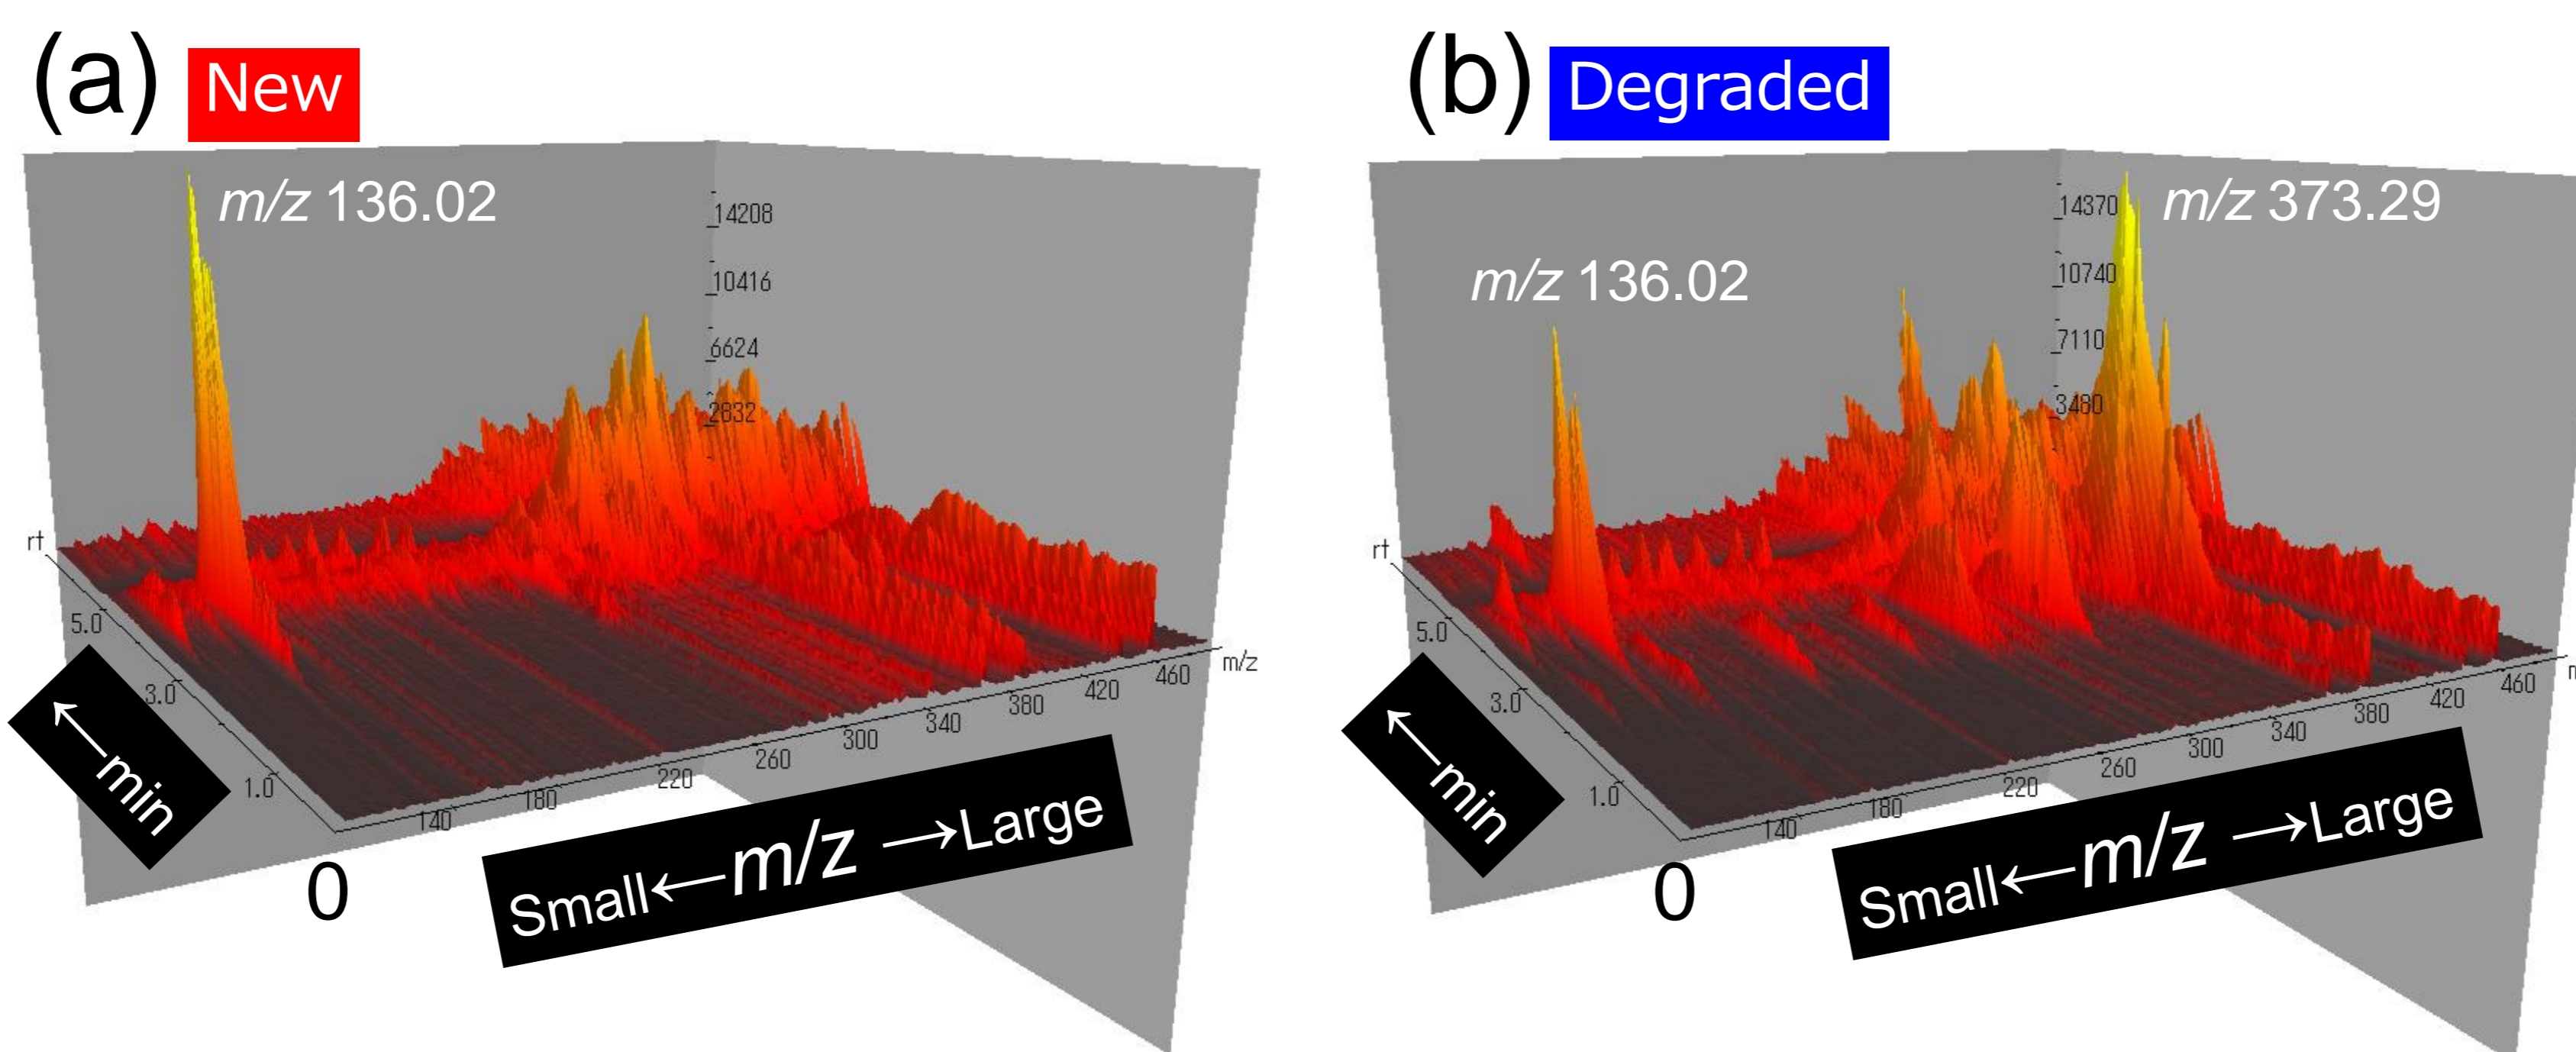 (a) New
m/z 136.02
14208
10416
6624
2832
rt
5.0
3.0
1.0
←min
0
140
180
220
260
300
340
380
420
460
m/z
Small←m/z→Large
(b) Degraded
m/z 373.29
m/z 136.02
14370
10740
7110
3480
rt
5.0
3.0
1.0
←min
0
140
180
220
260
300
340
380
420
460
Small←m/z→Large